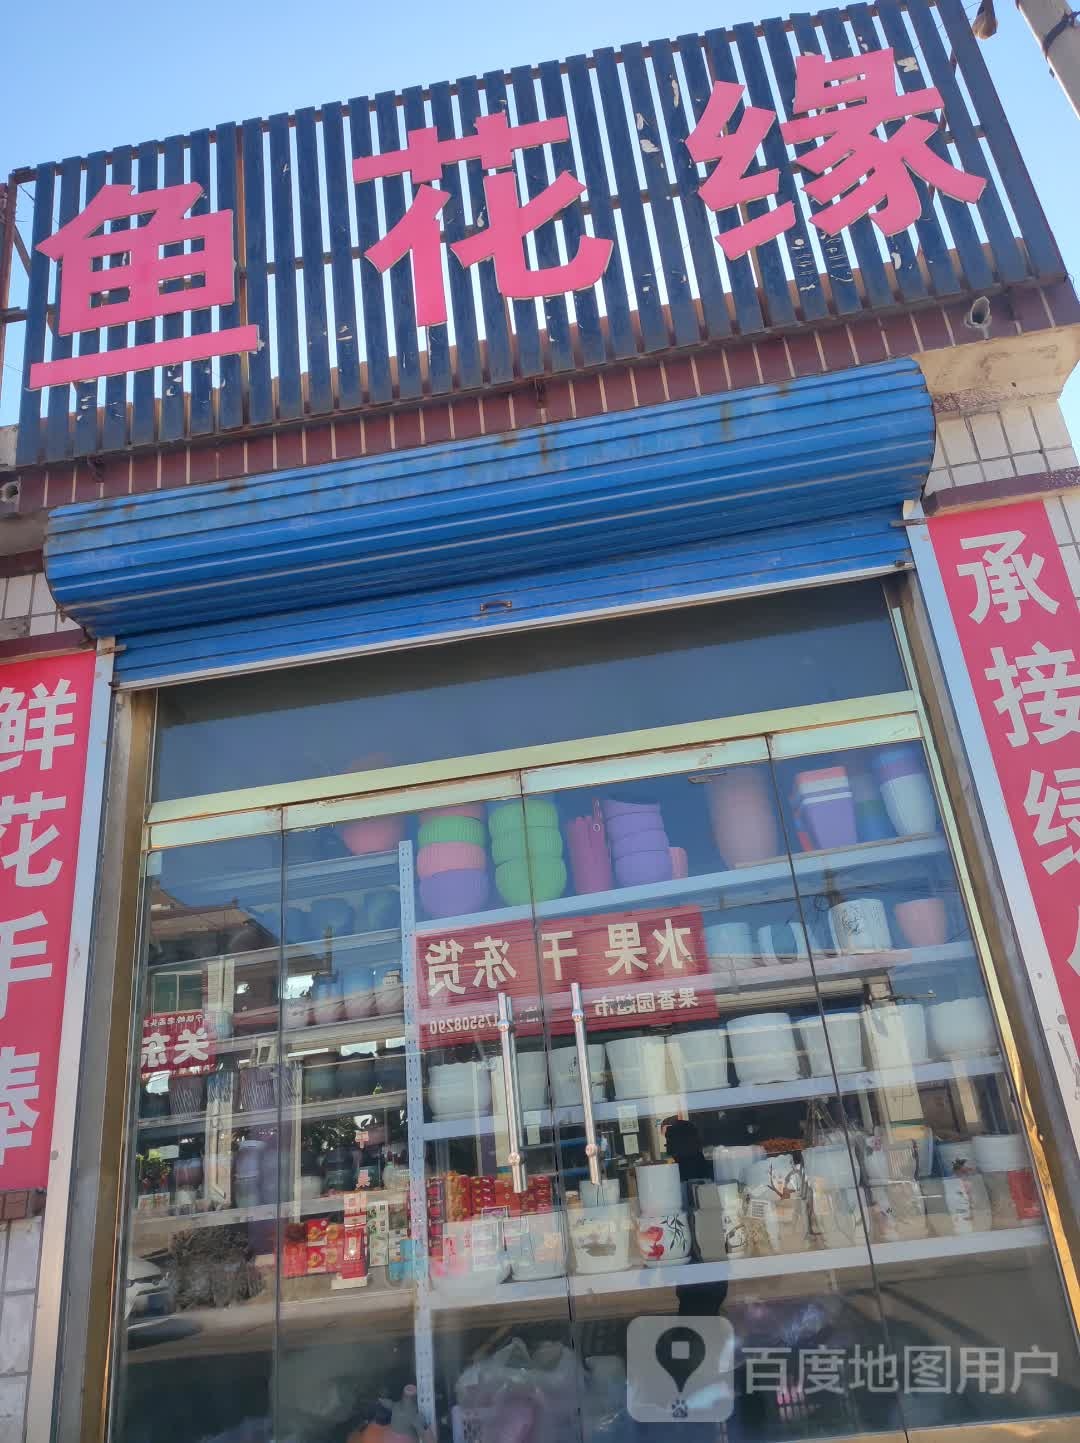 鱼花缘
鲜花手捧
承接绿
水果干冻货
果香园超市
关东
百度地图用户